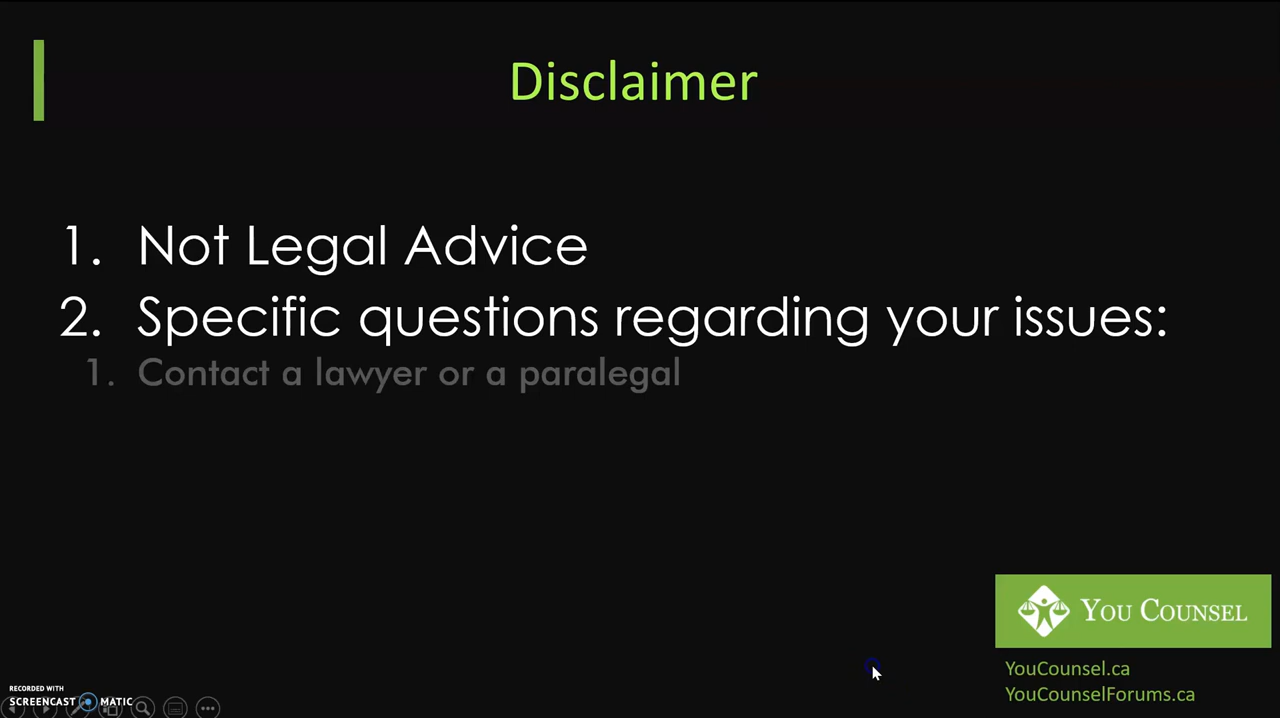 Disclaimer
1. Not Legal Advice
2. Specific questions regarding your issues:
1. Contact a lawyer or a paralegal
YOU COUNSEL
YouCounsel.ca
YouCounselForums.ca
RECORDED WITH
SCREENCAST MATIC